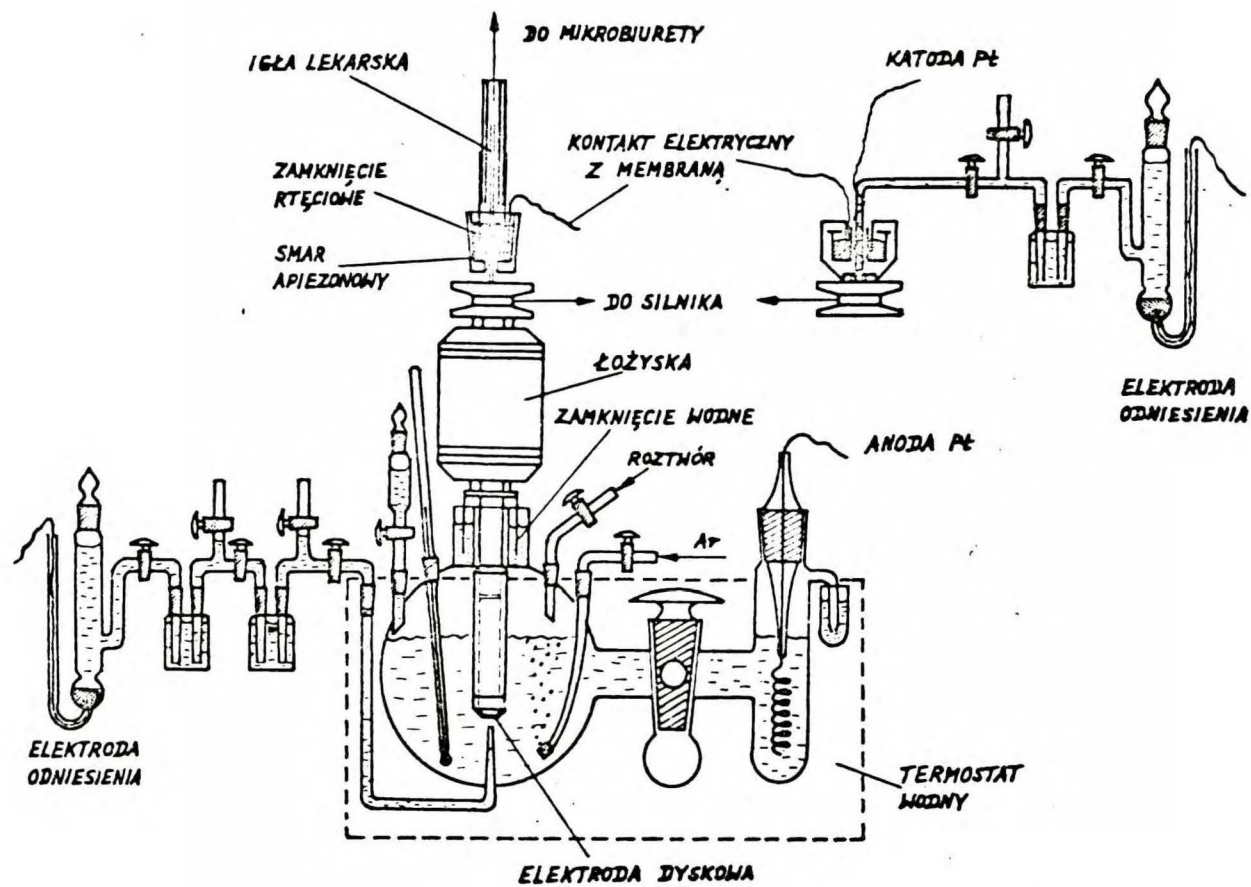 DO MIKROBIURETY
IGŁA LEKARSKA
KATODA Pt
KONTAKT ELEKTRYCZNY
Z MEMBRANĄ
ZAMKNIĘCIE
RTĘCIOWE
SMAR
APIEZONOWY
DO SILNIKA
ŁOŻYSKA
ELEKTRODA
ODNIESIENIA
ZAMKNIĘCIE WODNE
ROZTWÓR
ANODA Pt
Ar
ELEKTRODA
ODNIESIENIA
TERMOSTAT
WODNY
ELEKTRODA DYSKOWA